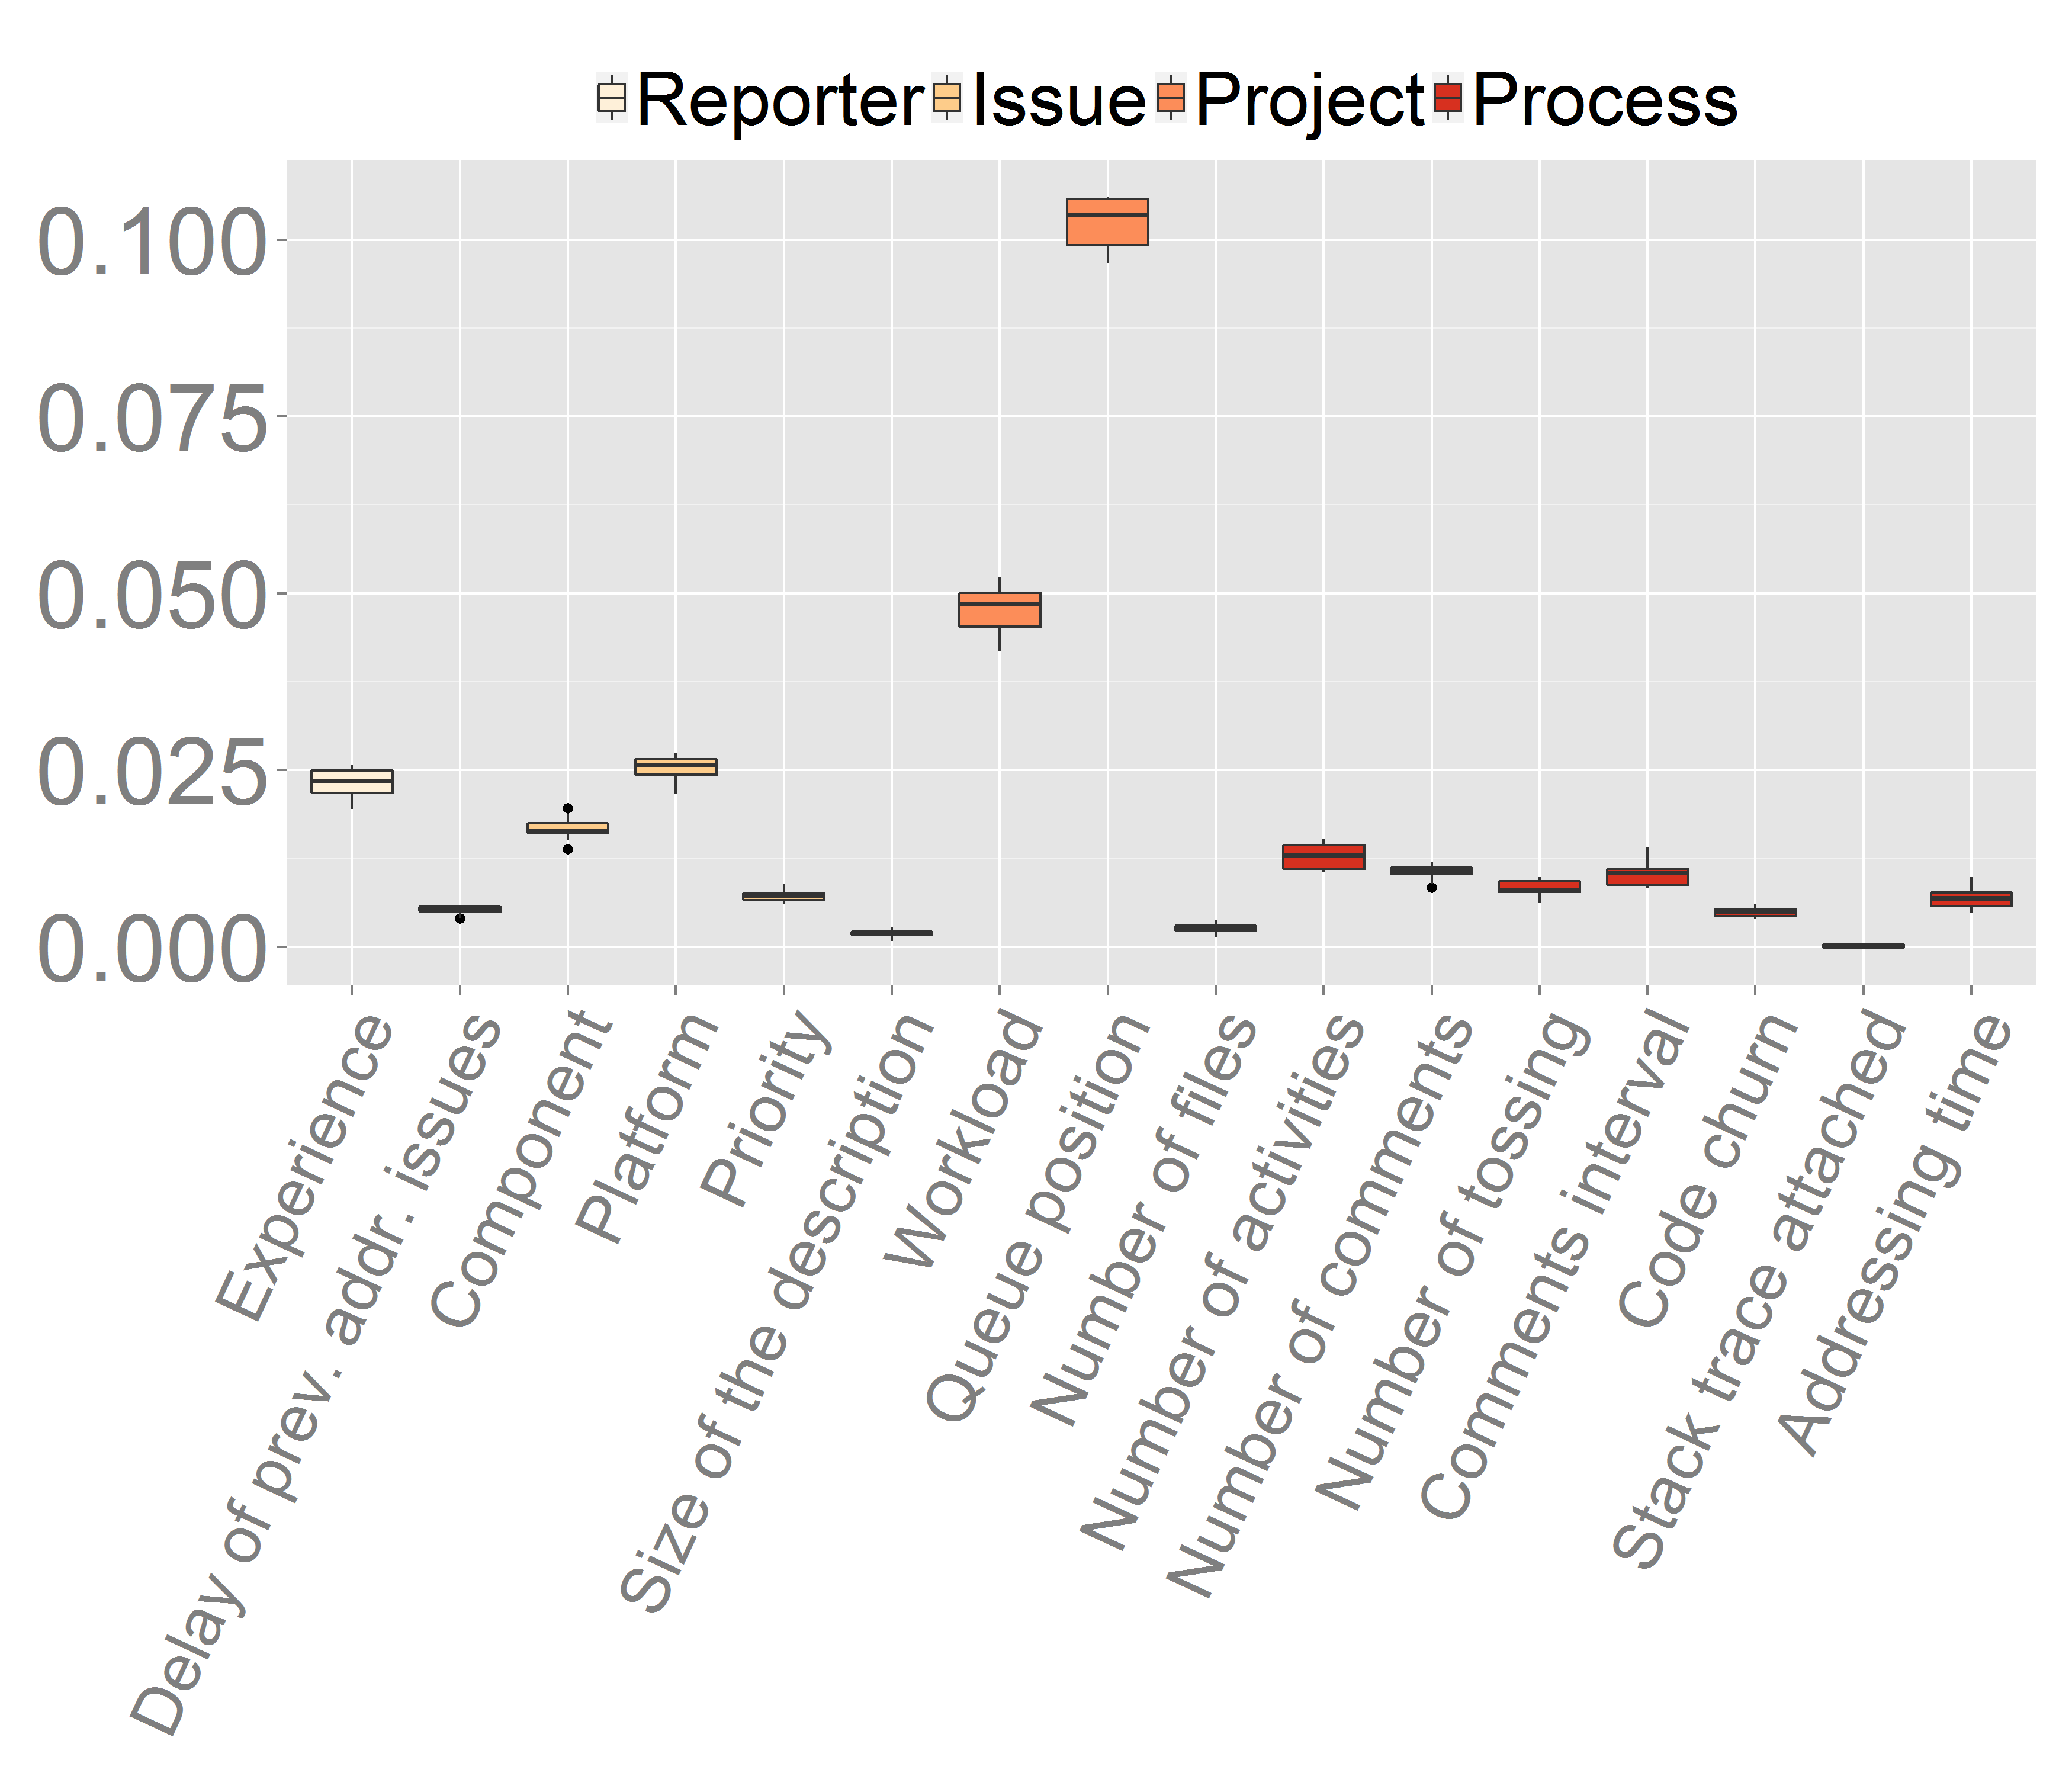 Reporter Issue Project Process
0.100
0.075
0.050
0.025
0.000
Experience
Delay of prev. addr. issues
Component
Platform
Priority
Size of the description
Workload
Queue position
Number of files
Number of activities
Number of comments
Number of tossing
Comments interval
Code churn
Stack trace attached
Addressing time